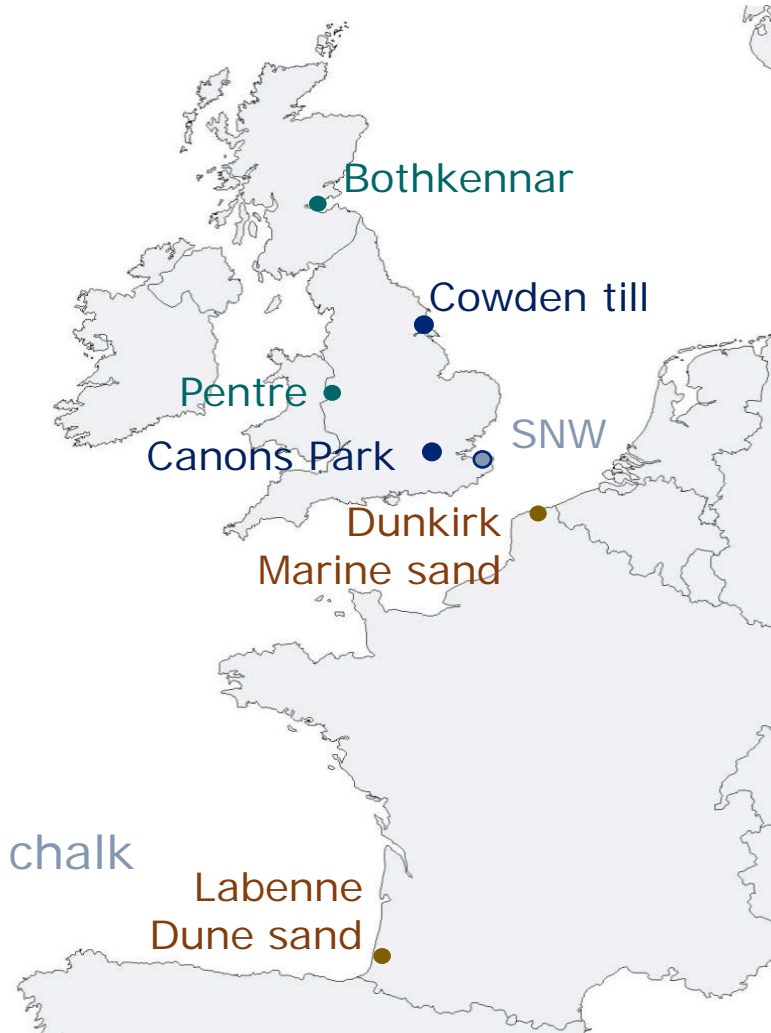 Bothkennar
Cowden till
Pentre
SNW
Canons Park
Dunkirk
Marine sand
chalk
Labenne
Dune sand